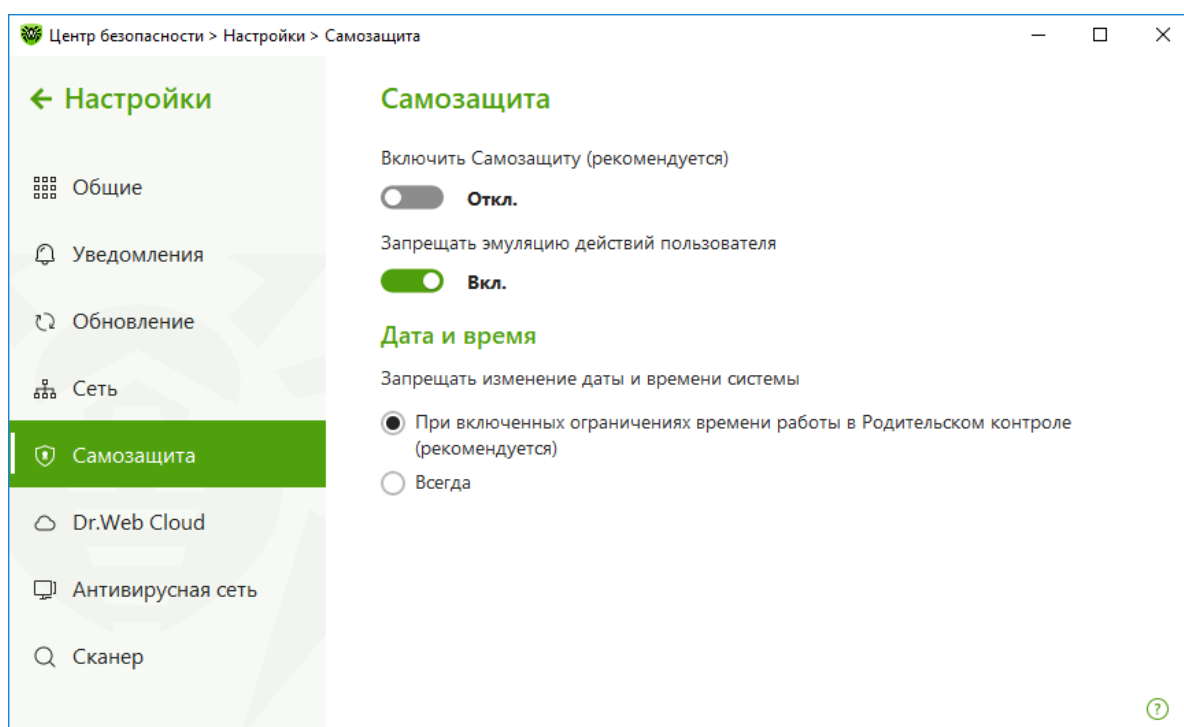 Центр безопасности > Настройки > Самозащита
Настройки
Общие
Уведомления
Обновление
Сеть
Самозащита
Dr.Web Cloud
Антивирусная сеть
Сканер
Самозащита
Включить Самозащиту (рекомендуется)
Откл.
Запрещать эмуляцию действий пользователя
Вкл.
Дата и время
Запрещать изменение даты и времени системы
При включенных ограничениях времени работы в Родительском контроле
(рекомендуется)
Всегда
?